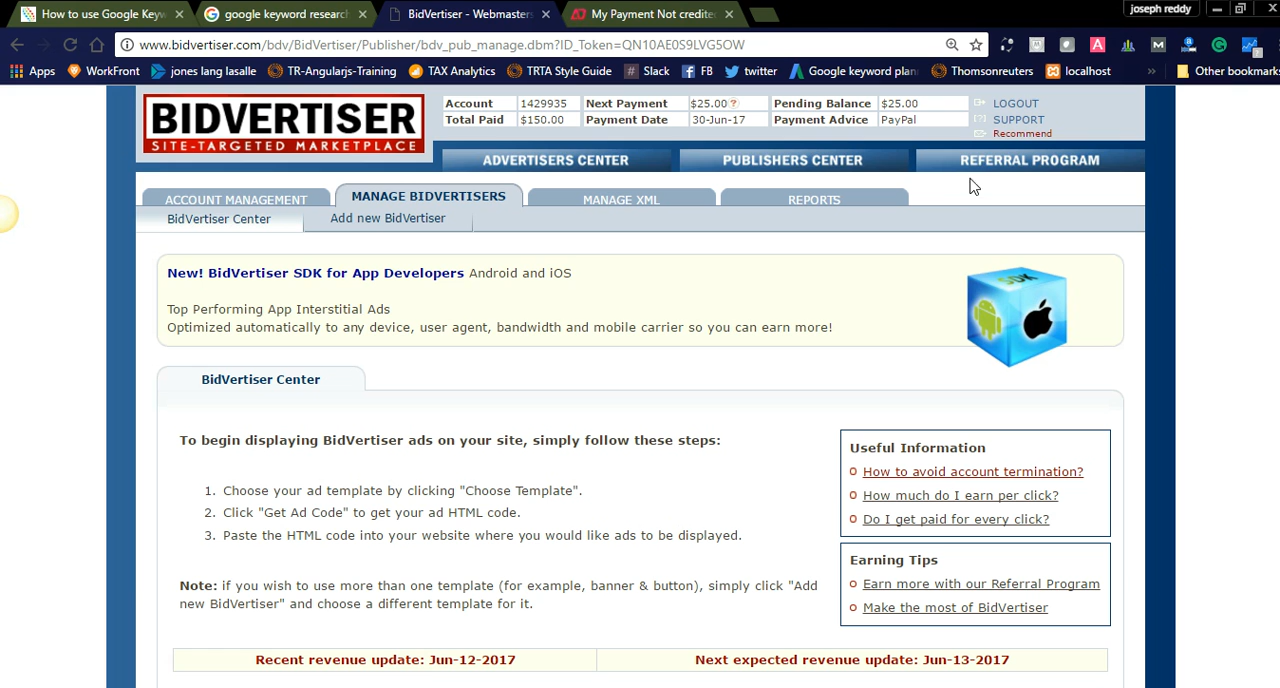 How to use Google Keyw
google keyword research
BidVertiser - Webmasters
My Payment Not credite
joseph reddy
www.bidvertiser.com/bdv/BidVertiser/Publisher/bdv_pub_manage.dbm?ID_Token=QN10AE0S9LVG5OW
Apps
WorkFront
jones lang lasalle
TR-Angularjs-Training
TAX Analytics
TRTA Style Guide
Slack
FB
twitter
Google keyword plan
Thomsonreuters
localhost
»
Other bookmarks
BIDVERTISER
SITE-TARGETED MARKETPLACE
Account 1429935 Next Payment $25.00 Pending Balance $25.00
Total Paid $150.00 Payment Date 30-Jun-17 Payment Advice PayPal
LOGOUT
SUPPORT
Recommend
ADVERTISERS CENTER PUBLISHERS CENTER REFERRAL PROGRAM
ACCOUNT MANAGEMENT MANAGE BIDVERTISERS MANAGE XML REPORTS
BidVertiser Center Add new BidVertiser
New! BidVertiser SDK for App Developers Android and iOS
Top Performing App Interstitial Ads
Optimized automatically to any device, user agent, bandwidth and mobile carrier so you can earn more!
SDK
BidVertiser Center
To begin displaying BidVertiser ads on your site, simply follow these steps:
1. Choose your ad template by clicking "Choose Template".
2. Click "Get Ad Code" to get your ad HTML code.
3. Paste the HTML code into your website where you would like ads to be displayed.
Note: if you wish to use more than one template (for example, banner & button), simply click "Add
new BidVertiser" and choose a different template for it.
Useful Information
How to avoid account termination?
How much do I earn per click?
Do I get paid for every click?
Earning Tips
Earn more with our Referral Program
Make the most of BidVertiser
Recent revenue update: Jun-12-2017
Next expected revenue update: Jun-13-2017